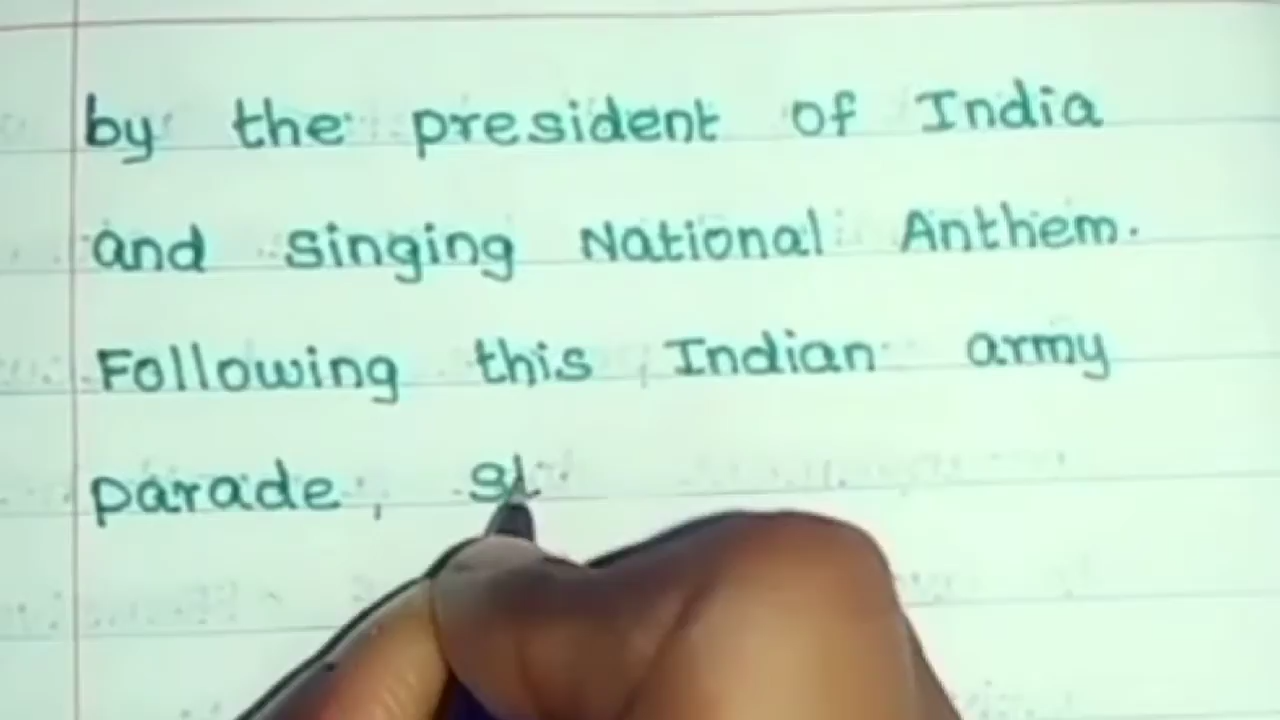 by the president of India
and singing National Anthem.
Following this, Indian army
parade,